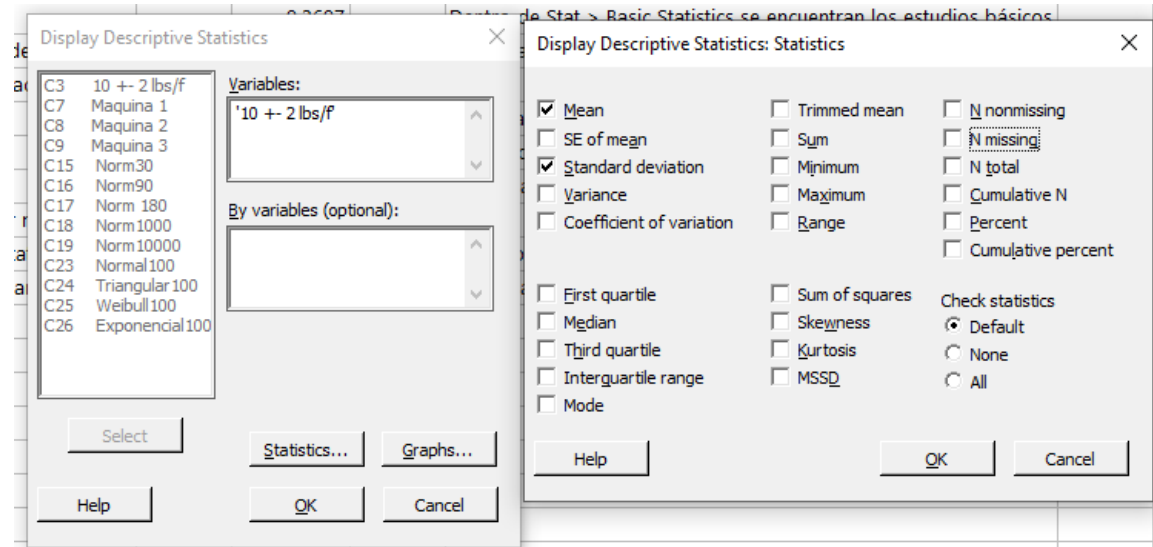 Dentro de Stat > Basic Statistics se encuentran los estudios básicos
Display Descriptive Statistics
C3 10 +- 2 lbs/f
C7 Maquina 1
C8 Maquina 2
C9 Maquina 3
C15 Norm30
C16 Norm90
C17 Norm 180
C18 Norm1000
C19 Norm10000
C23 Normal100
C24 Triangular100
C25 Weibull100
C26 Exponencial100
Variables:
'10 +- 2 lbs/f'
By variables (optional):
Select
Statistics...
Graphs...
Help
OK
Cancel
Display Descriptive Statistics: Statistics
Mean
SE of mean
Standard deviation
Variance
Coefficient of variation
Trimmed mean
Sum
Minimum
Maximum
Range
N nonmissing
N missing
N total
Cumulative N
Percent
Cumulative percent
First quartile
Median
Third quartile
Interquartile range
Mode
Sum of squares
Skewness
Kurtosis
MSSD
Check statistics
Default
None
All
Help
OK
Cancel